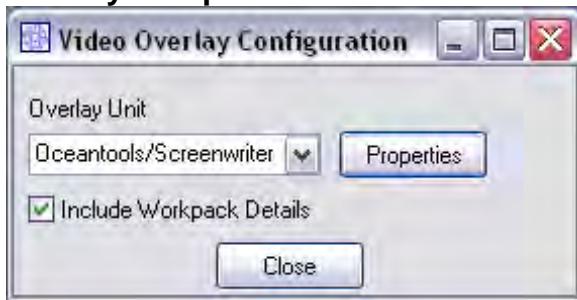 Video Overlay Configuration
Overlay Unit
Oceantools/Screenwriter
Properties
Include Workpack Details
Close